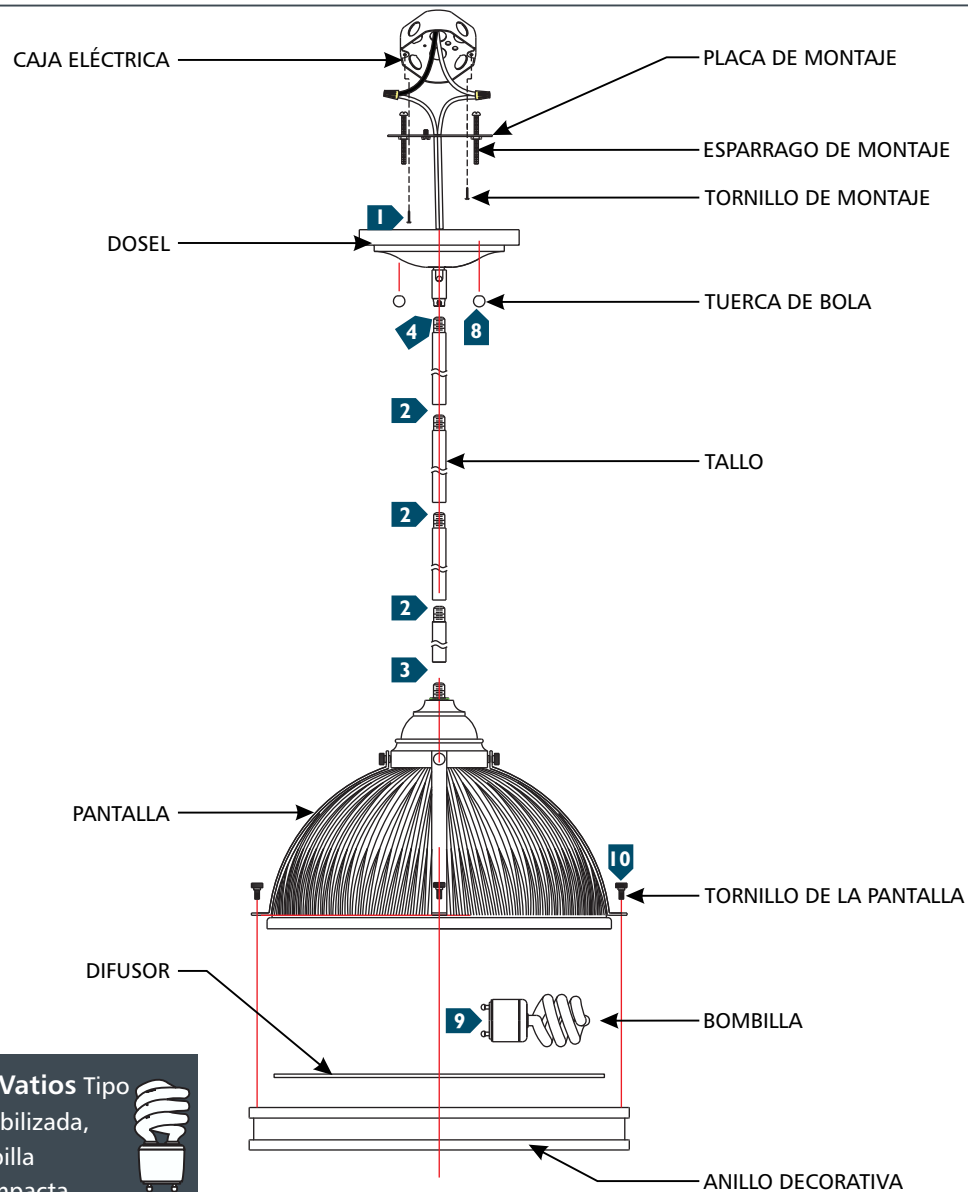 CAJA ELÉCTRICA
PLACA DE MONTAJE
ESPARRAGO DE MONTAJE
TORNILLO DE MONTAJE
1
DOSEL
TUERCA DE BOLA
4
8
2
TALLO
2
2
3
PANTALLA
10
TORNILLO DE LA PANTALLA
DIFUSOR
9
BOMBILLA
Vatios Tipo
bilizada,
illa
ANILLO DECORATIVA